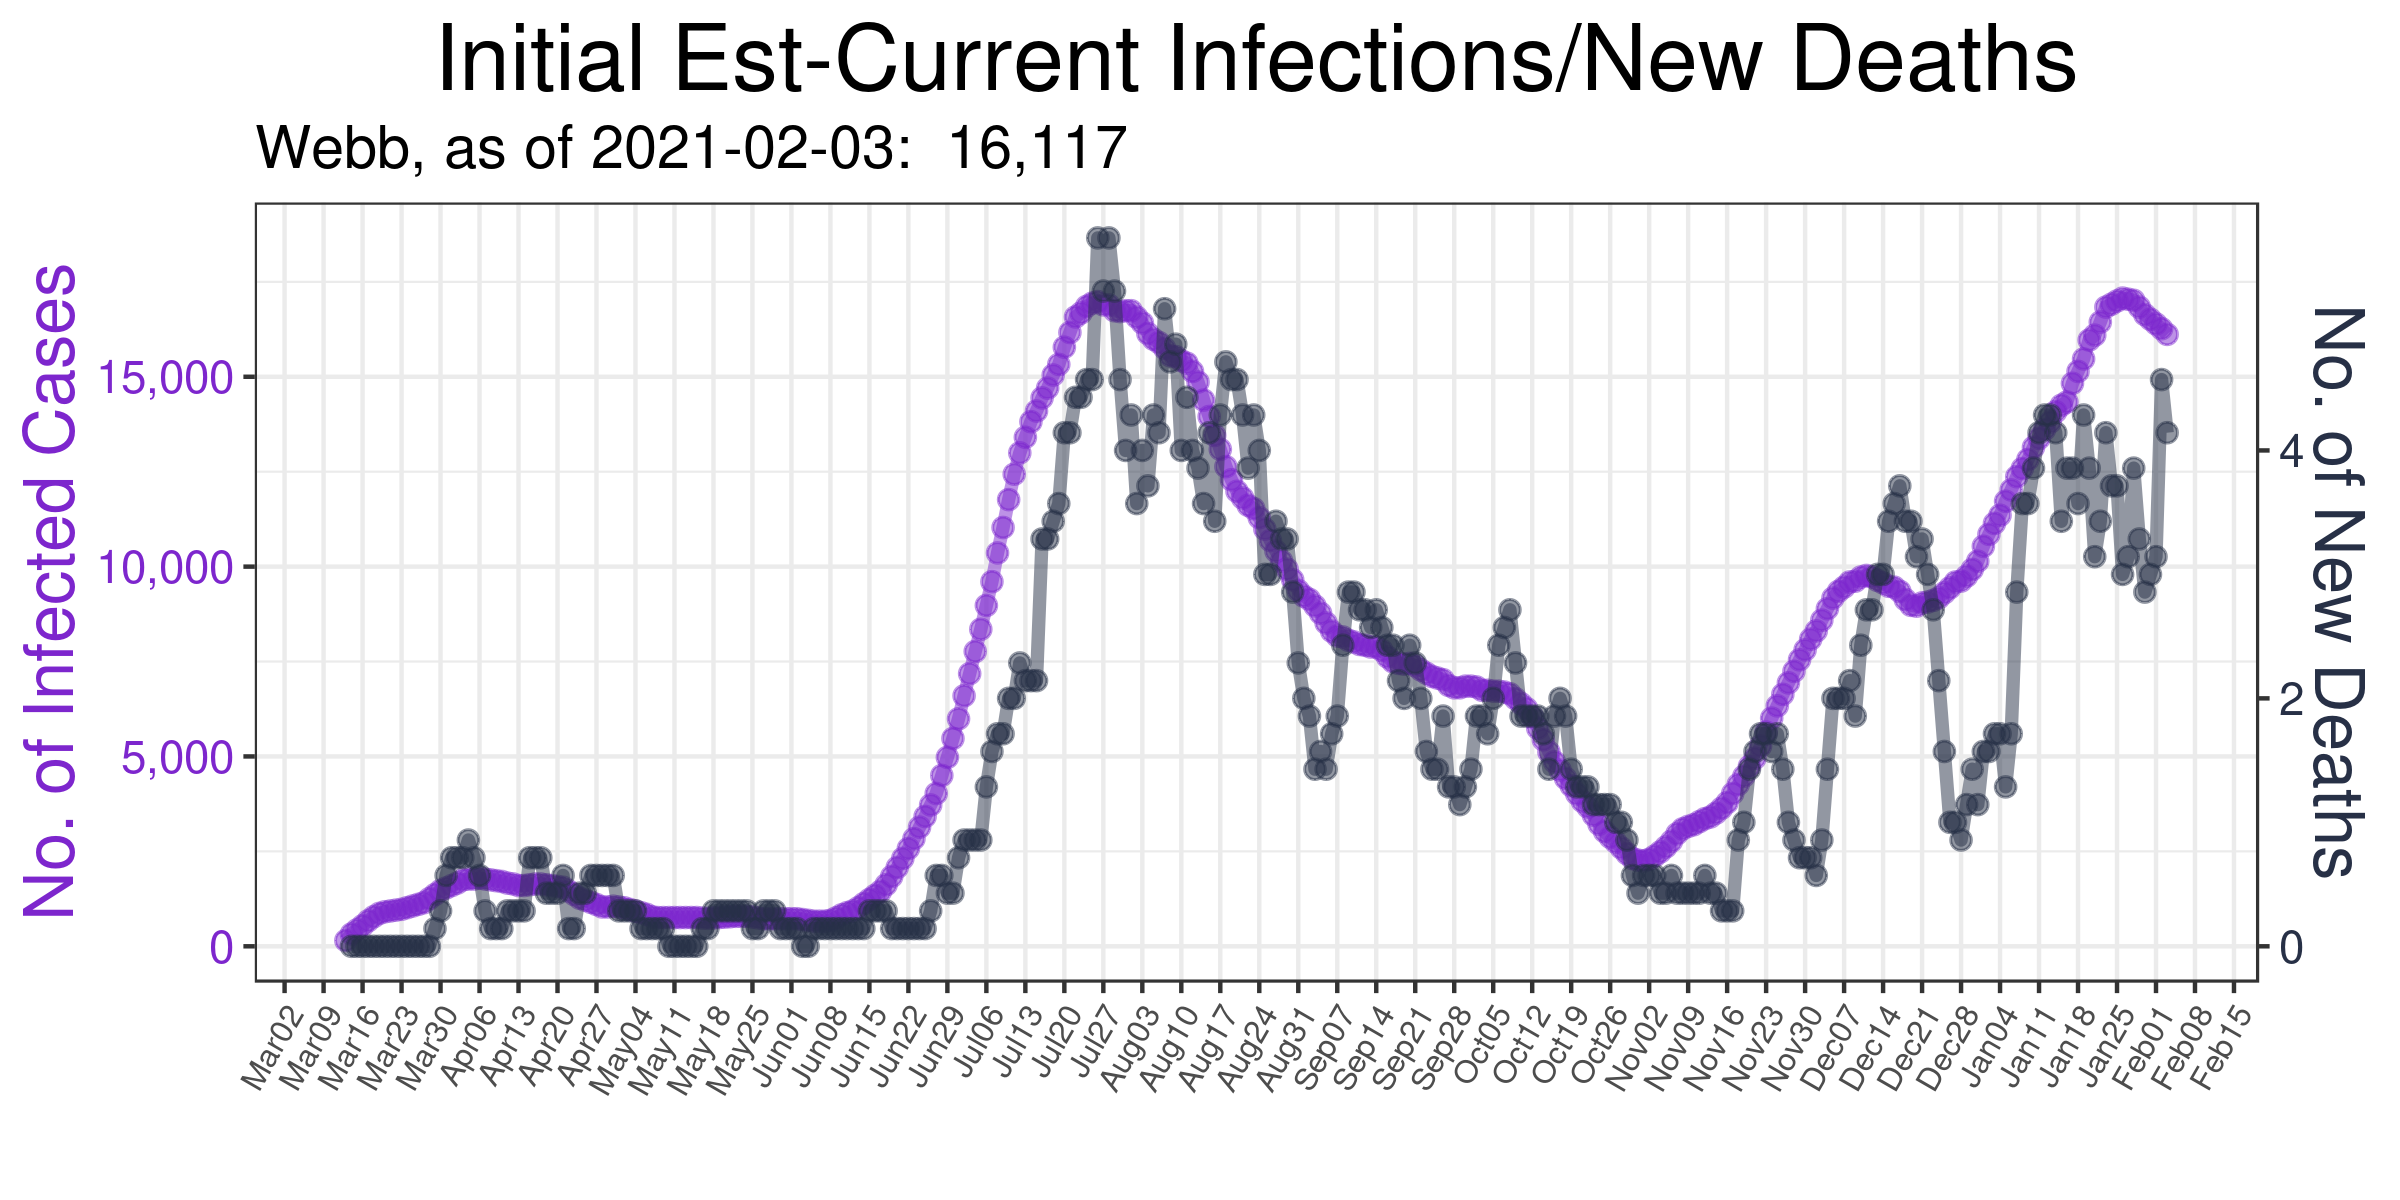 Initial Est-Current Infections/New Deaths
Webb, as of 2021-02-03:  16,117
No. of Infected Cases
15,000
10,000
5,000
0
4
2
0
No. of New Deaths
Mar02 Mar09 Mar16 Mar23 Mar30 Apr06 Apr13 Apr20 Apr27 May04 May11 May18 May25 Jun01 Jun08 Jun15 Jun22 Jun29 Jul06 Jul13 Jul20 Jul27 Aug03 Aug10 Aug17 Aug24 Aug31 Sep07 Sep14 Sep21 Sep28 Oct05 Oct12 Oct19 Oct26 Nov02 Nov09 Nov16 Nov23 Nov30 Dec07 Dec14 Dec21 Dec28 Dec04 Jan11 Jan18 Jan25 Feb01 Feb08 Feb15